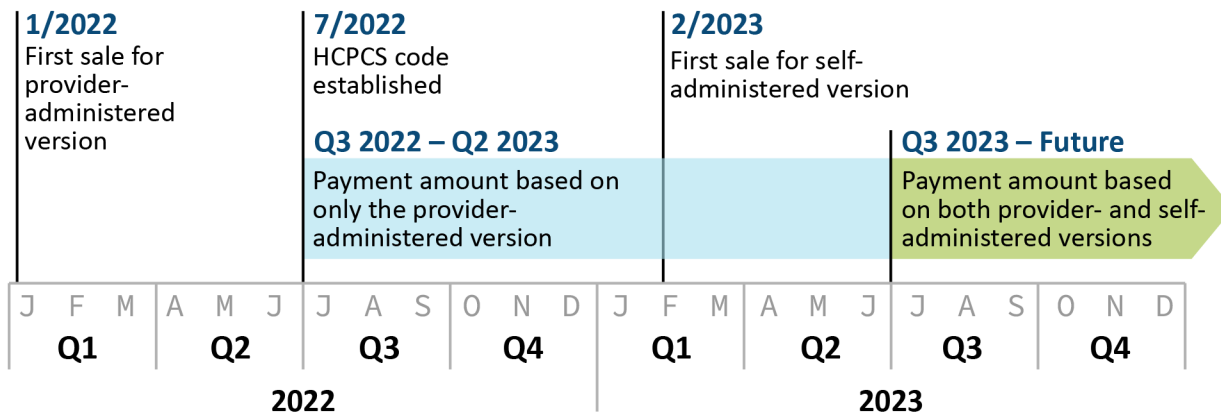 1/2022
First sale for
provider-
administered
version
7/2022
HCPCS code
established
2/2023
First sale for self-
administered version
Q3 2022 – Q2 2023
Payment amount based on
only the provider-
administered version
Q3 2023 – Future
Payment amount based
on both provider- and self-
administered versions
J F M A M J J A S O N D J F M A M J J A S O N D
Q1 Q2 Q3 Q4 Q1 Q2 Q3 Q4
2022 2023